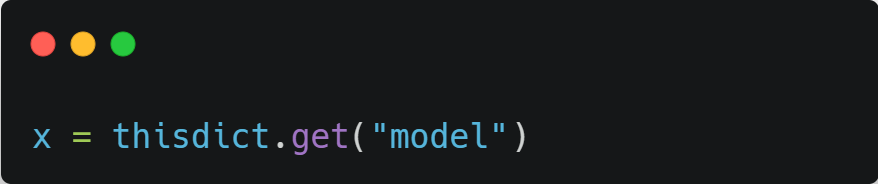 x = thisdict.get("model")